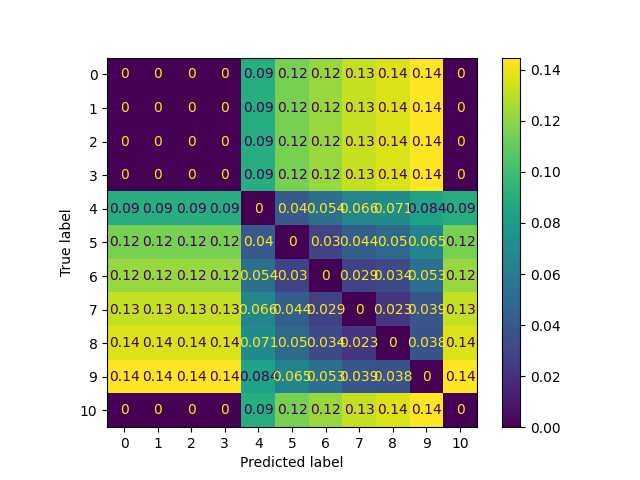 0 0 0 0 0 0.09 0.12 0.12 0.13 0.14 0.14 0
1 0 0 0 0 0.09 0.12 0.12 0.13 0.14 0.14 0
2 0 0 0 0 0.09 0.12 0.12 0.13 0.14 0.14 0
3 0 0 0 0 0.09 0.12 0.12 0.13 0.14 0.14 0
4 0.09 0.09 0.09 0.09 0 0.04 0.054 0.066 0.071 0.084 0.09
5 0.12 0.12 0.12 0.12 0.04 0 0.03 0.044 0.05 0.065 0.12
6 0.12 0.12 0.12 0.12 0.054 0.03 0 0.029 0.034 0.053 0.12
7 0.13 0.13 0.13 0.13 0.066 0.044 0.029 0 0.023 0.039 0.13
8 0.14 0.14 0.14 0.14 0.071 0.05 0.034 0.023 0 0.038 0.14
9 0.14 0.14 0.14 0.14 0.084 0.065 0.053 0.039 0.038 0 0.14
10 0 0 0 0 0.09 0.12 0.12 0.13 0.14 0.14 0
0 1 2 3 4 5 6 7 8 9 10
Predicted label
True label
0.14
0.12
0.10
0.08
0.06
0.04
0.02
0.00